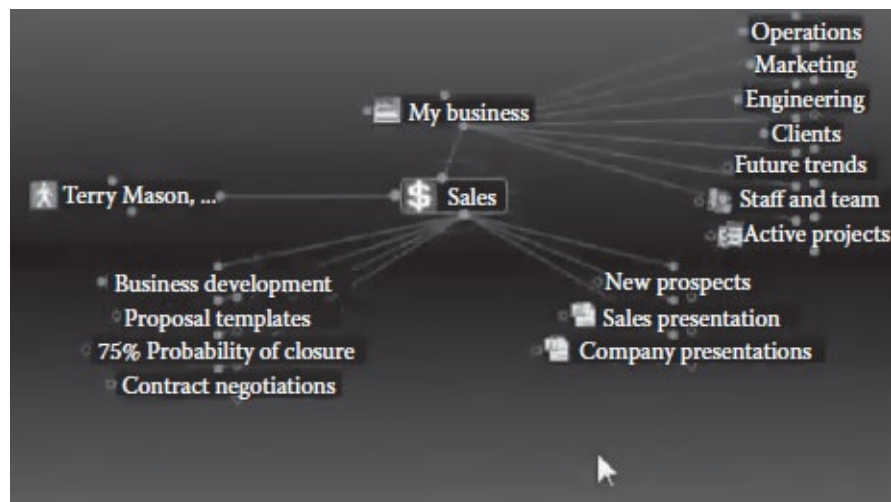 Operations
Marketing
My business
Engineering
Clients
Future trends
Terry Mason, ...
$ Sales
Staff and team
Active projects
Business development
New prospects
Proposal templates
Sales presentation
75% Probability of closure
Company presentations
Contract negotiations